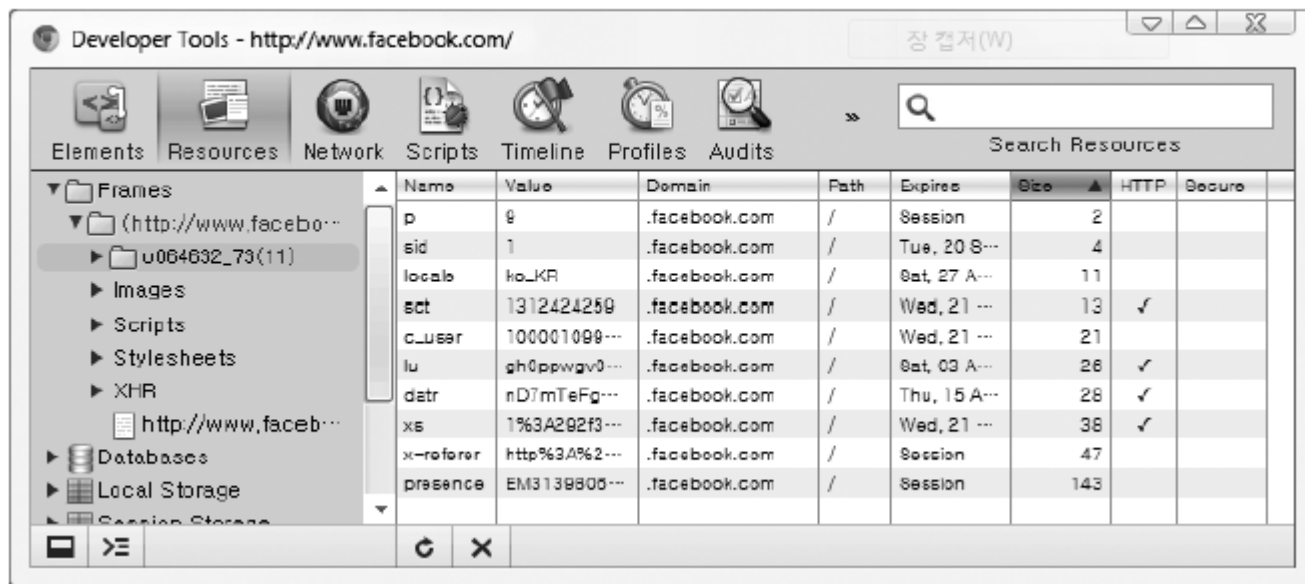 Developer Tools - http://www.facebook.com/
장 캡저(W)
Elements Resources Network Scripts Timeline Profiles Audits »
Search Resources
Frames
(http://www.facebo…
u064632_73(11)
Images
Scripts
Stylesheets
XHR
http://www.faceb…
Databases
Local Storage
Session Storage
Name Value Domain Path Expires Size HTTP Secure
p 9 .facebook.com / Session 2
sid 1 .facebook.com / Tue, 20 S… 4
locale ko_KR .facebook.com / Sat, 27 A… 11
sct 1312424259 .facebook.com / Wed, 21 … 13 ✓
c_user 100001099… .facebook.com / Wed, 21 … 21
lu gh0ppwgv0… .facebook.com / Sat, 03 A… 26 ✓
datr nD7mTeFg… .facebook.com / Thu, 15 A… 28 ✓
xs 1%3A292f3… .facebook.com / Wed, 21 … 38 ✓
x-referer http%3A%2… .facebook.com / Session 47
presence EM3139606… .facebook.com / Session 143